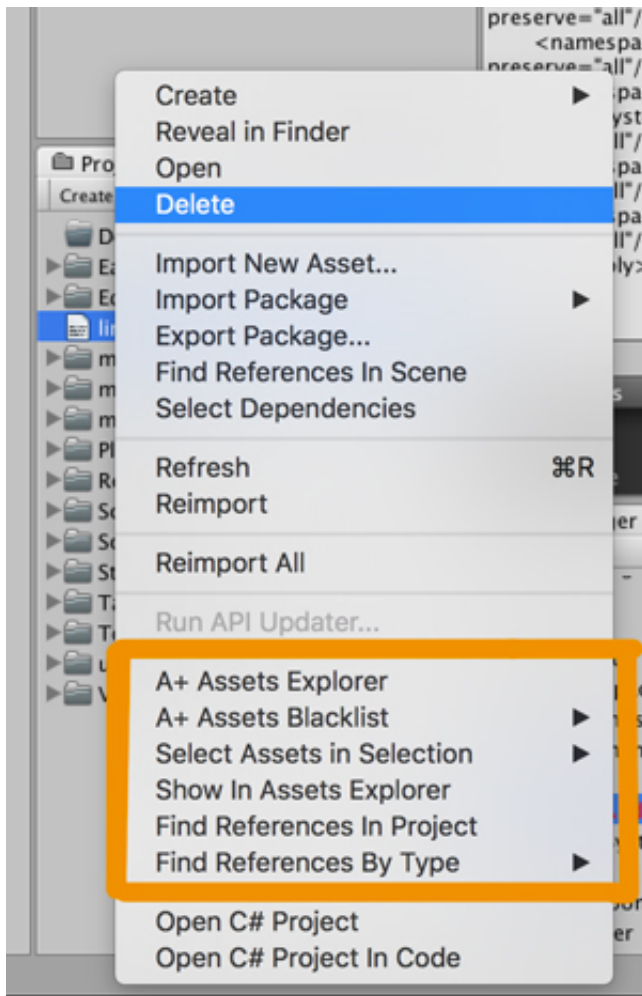 preserve="all"/
<namespa
preserve="all"/
Create
Reveal in Finder
Open
Delete
Import New Asset...
Import Package
Export Package...
Find References In Scene
Select Dependencies
Refresh ⌘R
Reimport
Reimport All
Run API Updater...
A+ Assets Explorer
A+ Assets Blacklist
Select Assets in Selection
Show In Assets Explorer
Find References In Project
Find References By Type
Open C# Project
Open C# Project In Code
Pro
Create